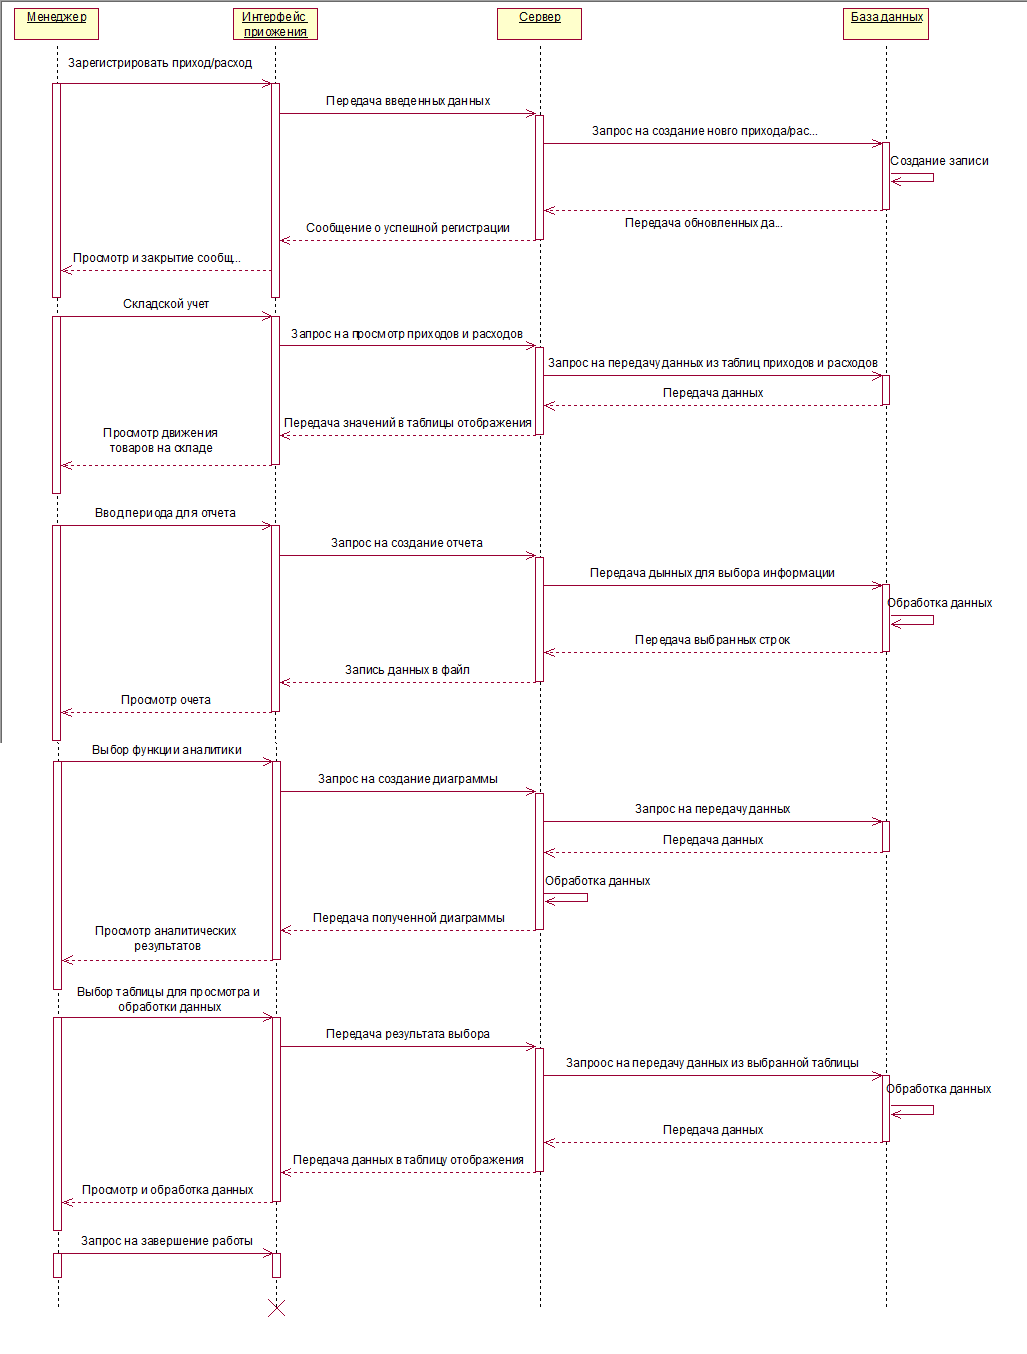 Менеджер
Интерфейс
приожения
Сервер
База данных
Зарегистрировать приход/расход
Передача введенных данных
Запрос на создание новго прихода/рас...
Создание записи
Передача обновленных да...
Сообщение о успешной регистрации
Просмотр и закрытие сообщ...
Складской учет
Запрос на просмотр приходов и расходов
Запрос на передачу данных из таблиц приходов и расходов
Передача данных
Передача значений в таблицы отображения
Просмотр движения
товаров на складе
Ввод периода для отчета
Запрос на создание отчета
Передача дынных для выбора информации
Обработка данных
Передача выбранных строк
Запись данных в файл
Просмотр очета
Выбор функции аналитики
Запрос на создание диаграммы
Запрос на передачу данных
Передача данных
Обработка данных
Передача полученной диаграммы
Просмотр аналитических
результатов
Выбор таблицы для просмотра и
обработки данных
Передача результата выбора
Запроос на передачу данных из выбранной таблицы
Обработка данных
Передача данных
Передача данных в таблицу отображения
Просмотр и обработка данных
Запрос на завершение работы